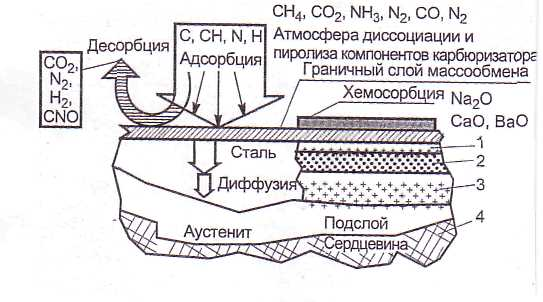 CH4, CO2, NH3, N2, CO, N2
Десорбция
C, CH, N, H
Атмосфера диссоциации и
пиролиза компонентов карбюризатора
Адсорбция
Граничный слой массообмена
CO2,
N2,
H2,
CNO
Хемосорбция
Na2O
CaO, BaO
1
Сталь
2
Диффузия
3
Аустенит
Подслой
4
Сердцевина